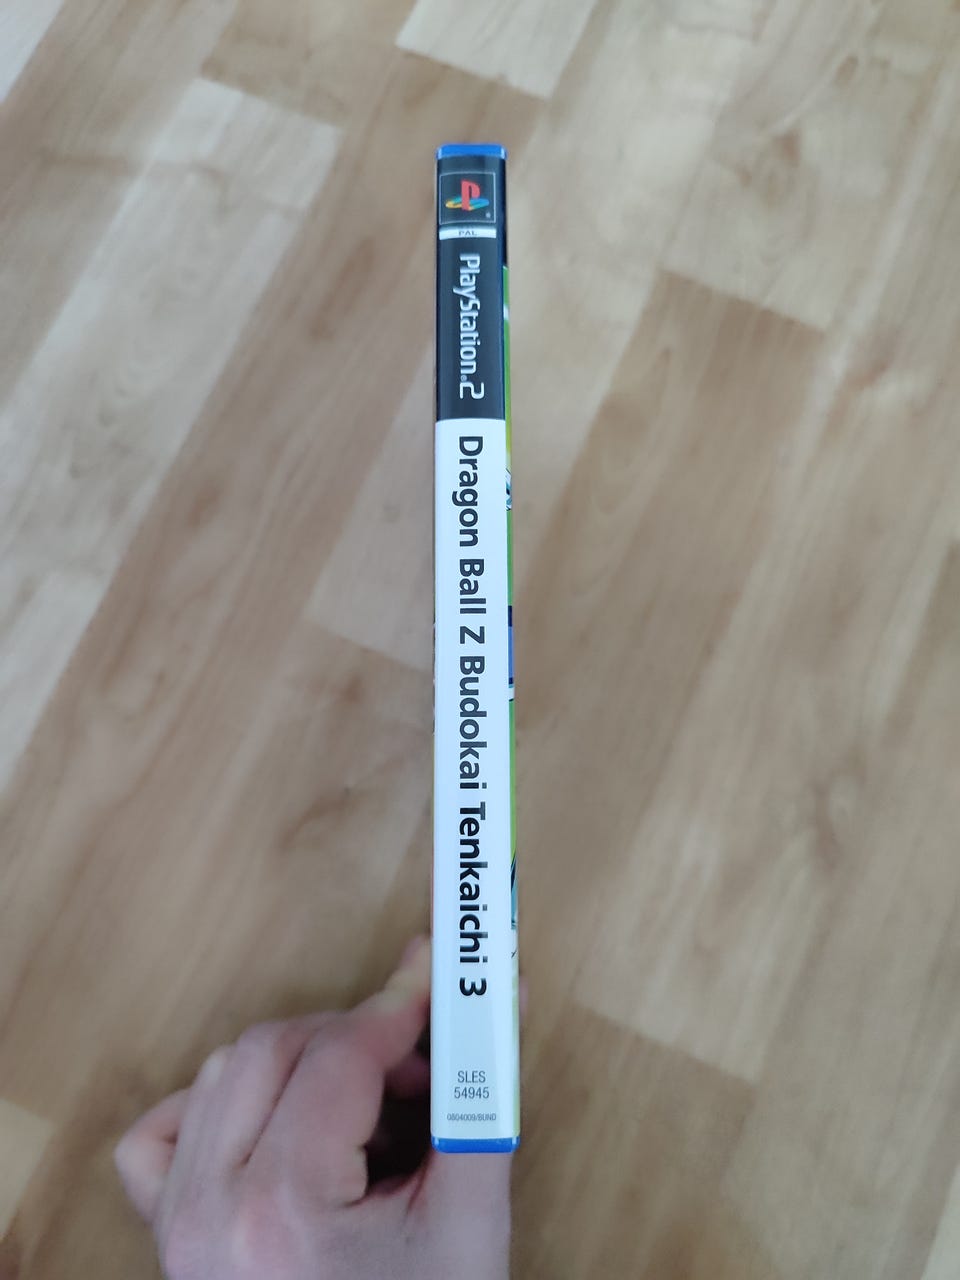 PAL
PlayStation.2
Dragon Ball Z Budokai Tenkaichi 3
SLES
54945
0804009/BUND